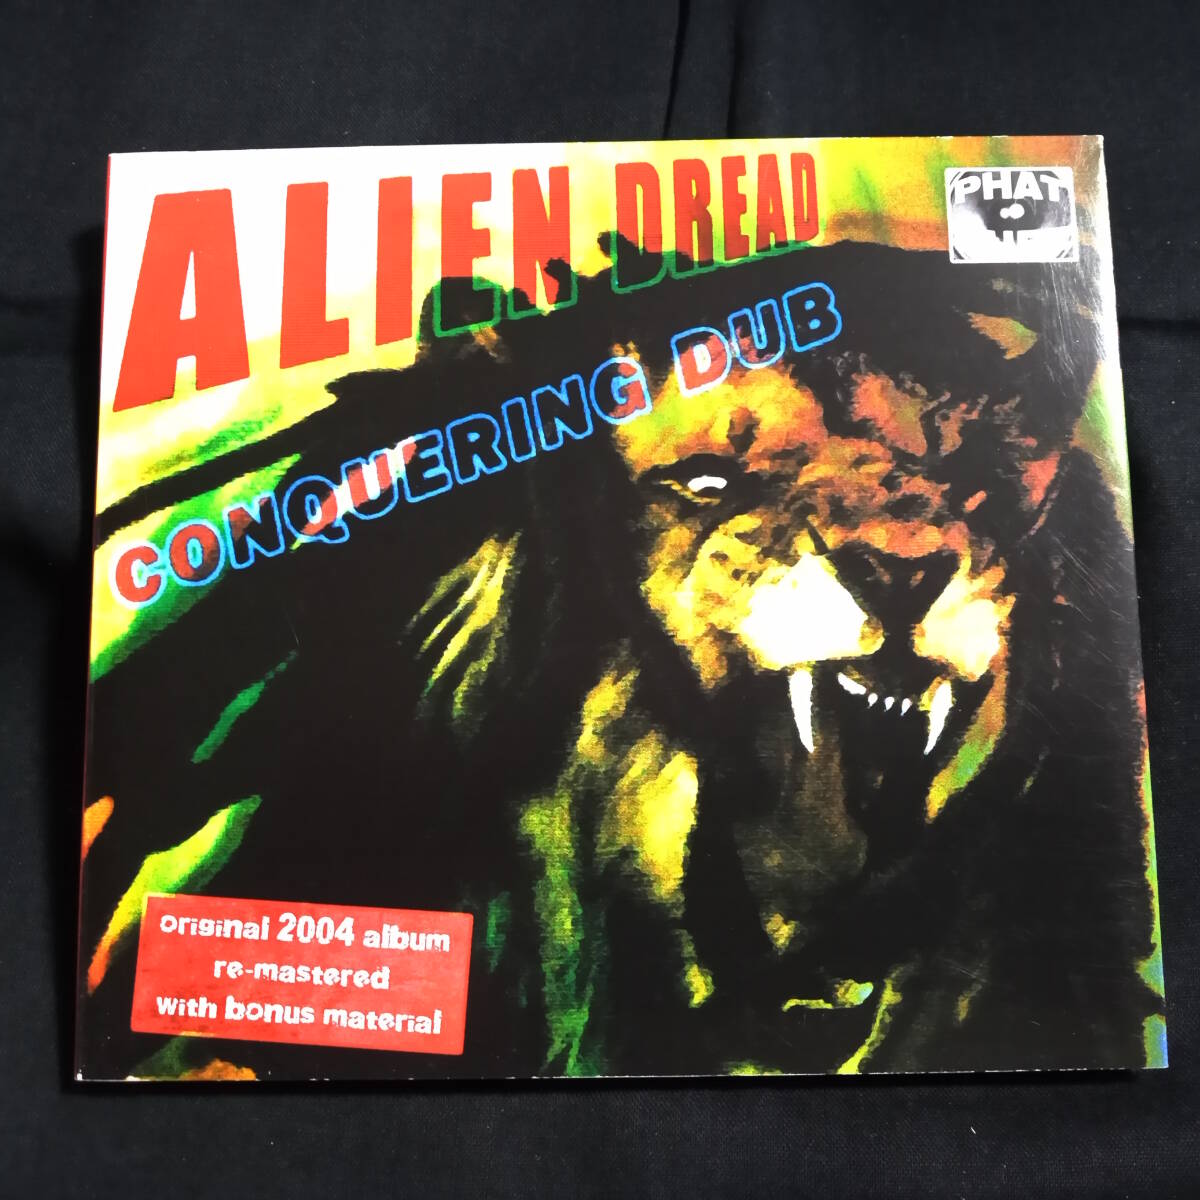 ALIEN DREAD
PHAT
CONQUERING DUB
original 2004 album
re-mastered
with bonus material